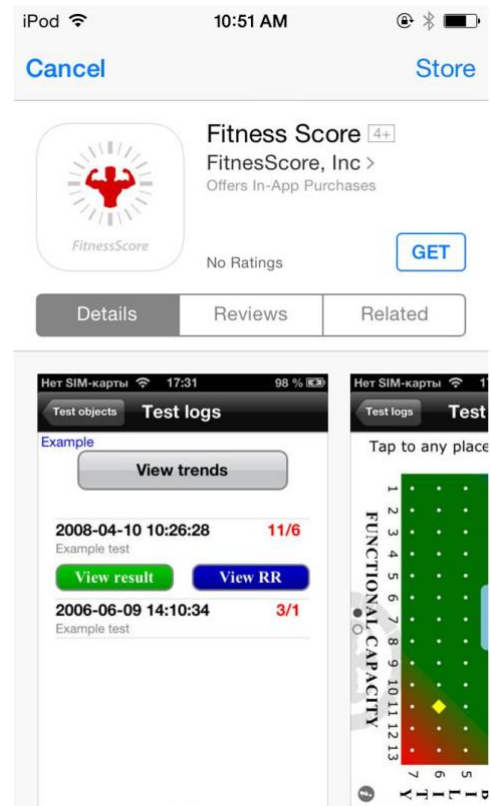 iPod 10:51 AM
Cancel Store
Fitness Score 4+
FitnesScore, Inc >
Offers In-App Purchases
FitnessScore
No Ratings
GET
Details Reviews Related
Нет SIM-карты 17:31 98 %
Test objects Test logs
Example
View trends
2008-04-10 10:26:28 11/6
Example test
View result View RR
2006-06-09 14:10:34 3/1
Example test
Нет SIM-карты
Test logs Test
Tap to any place
FUNCTIONAL CAPACITY
1 2 3 4 5 6 7 8 9 10 11 12 13
7 6 5